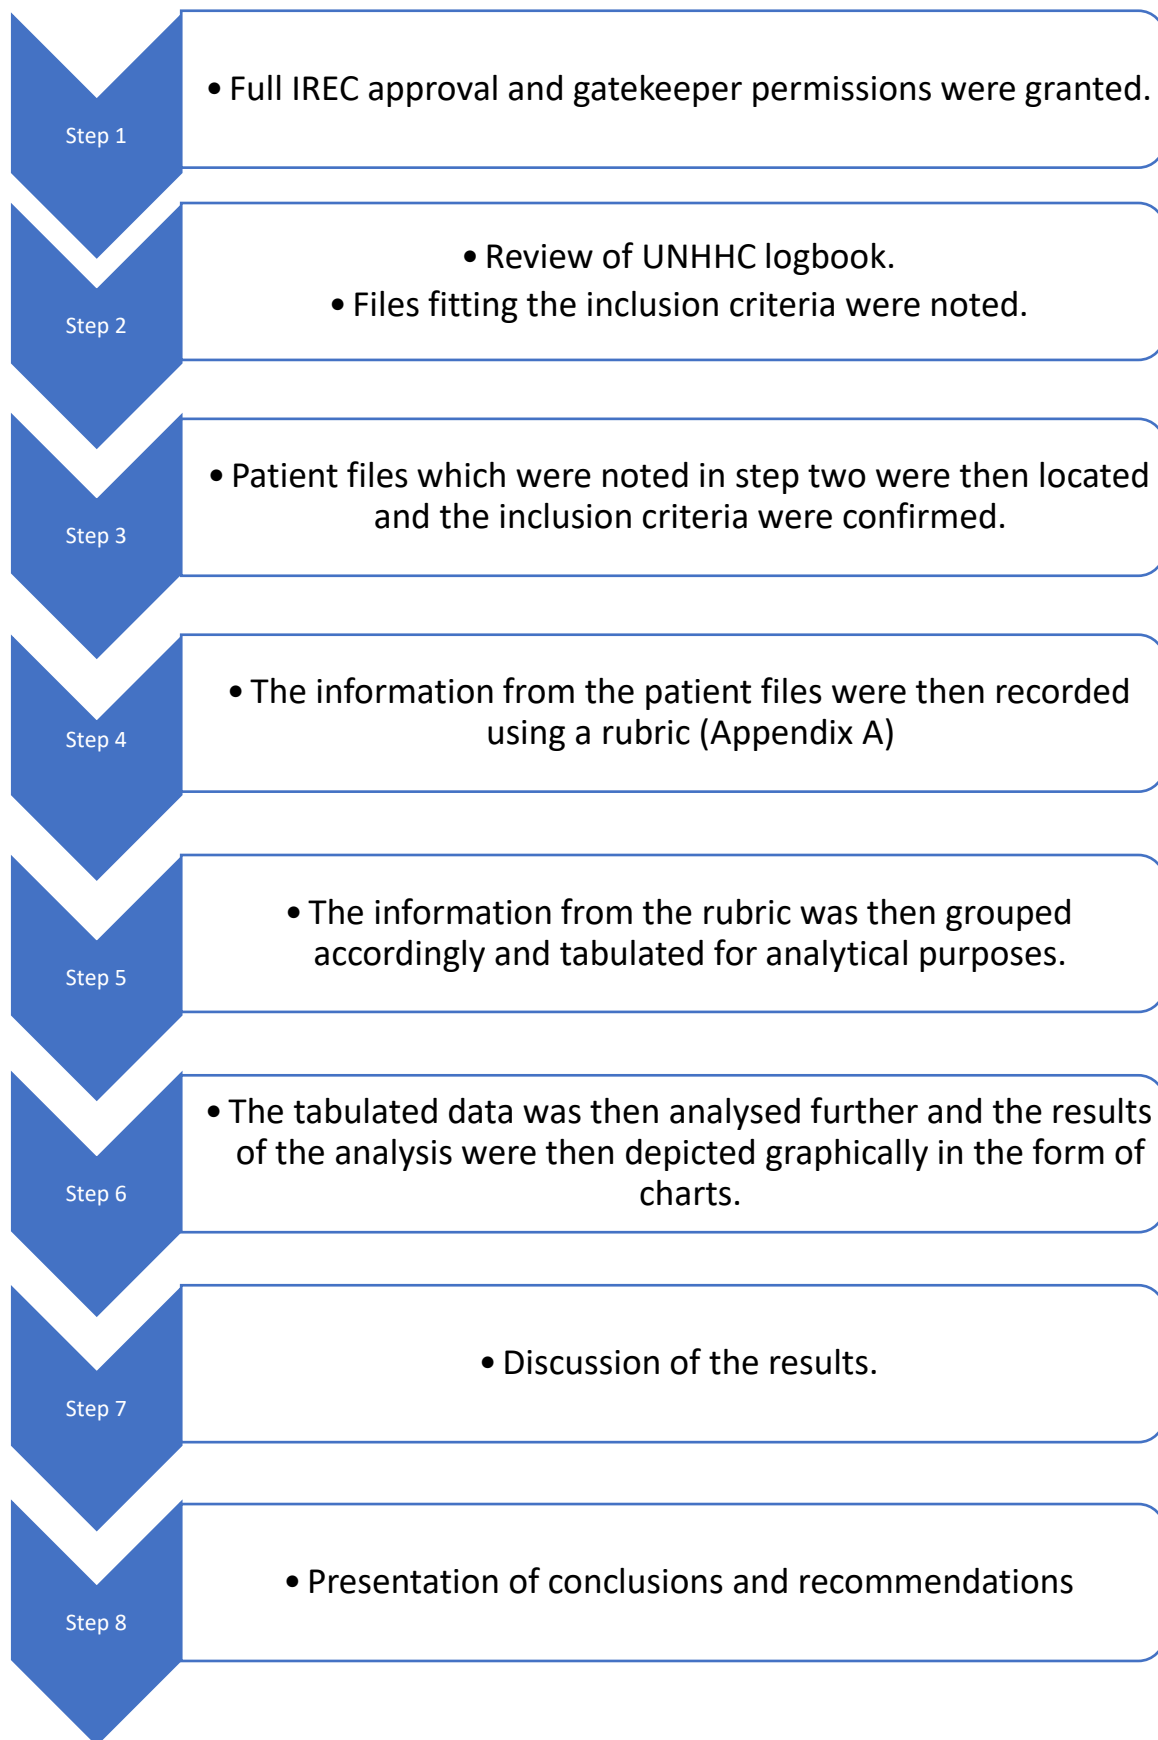 Step 1
• Full IREC approval and gatekeeper permissions were granted.
Step 2
• Review of UNHHC logbook.
• Files fitting the inclusion criteria were noted.
Step 3
• Patient files which were noted in step two were then located
and the inclusion criteria were confirmed.
Step 4
• The information from the patient files were then recorded
using a rubric (Appendix A)
Step 5
• The information from the rubric was then grouped
accordingly and tabulated for analytical purposes.
Step 6
• The tabulated data was then analysed further and the results
of the analysis were then depicted graphically in the form of
charts.
Step 7
• Discussion of the results.
Step 8
• Presentation of conclusions and recommendations